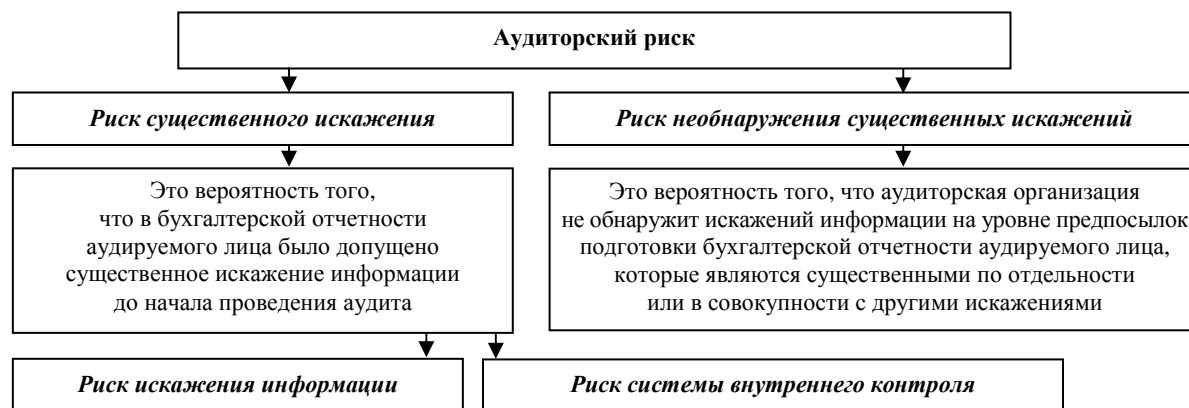 Аудиторский риск
Риск существенного искажения
Риск необнаружения существенных искажений
Это вероятность того,
что в бухгалтерской отчетности
аудируемого лица было допущено
существенное искажение информации
до начала проведения аудита
Это вероятность того, что аудиторская организация
не обнаружит искажений информации на уровне предпосылок
подготовки бухгалтерской отчетности аудируемого лица,
которые являются существенными по отдельности
или в совокупности с другими искажениями
Риск искажения информации
Риск системы внутреннего контроля